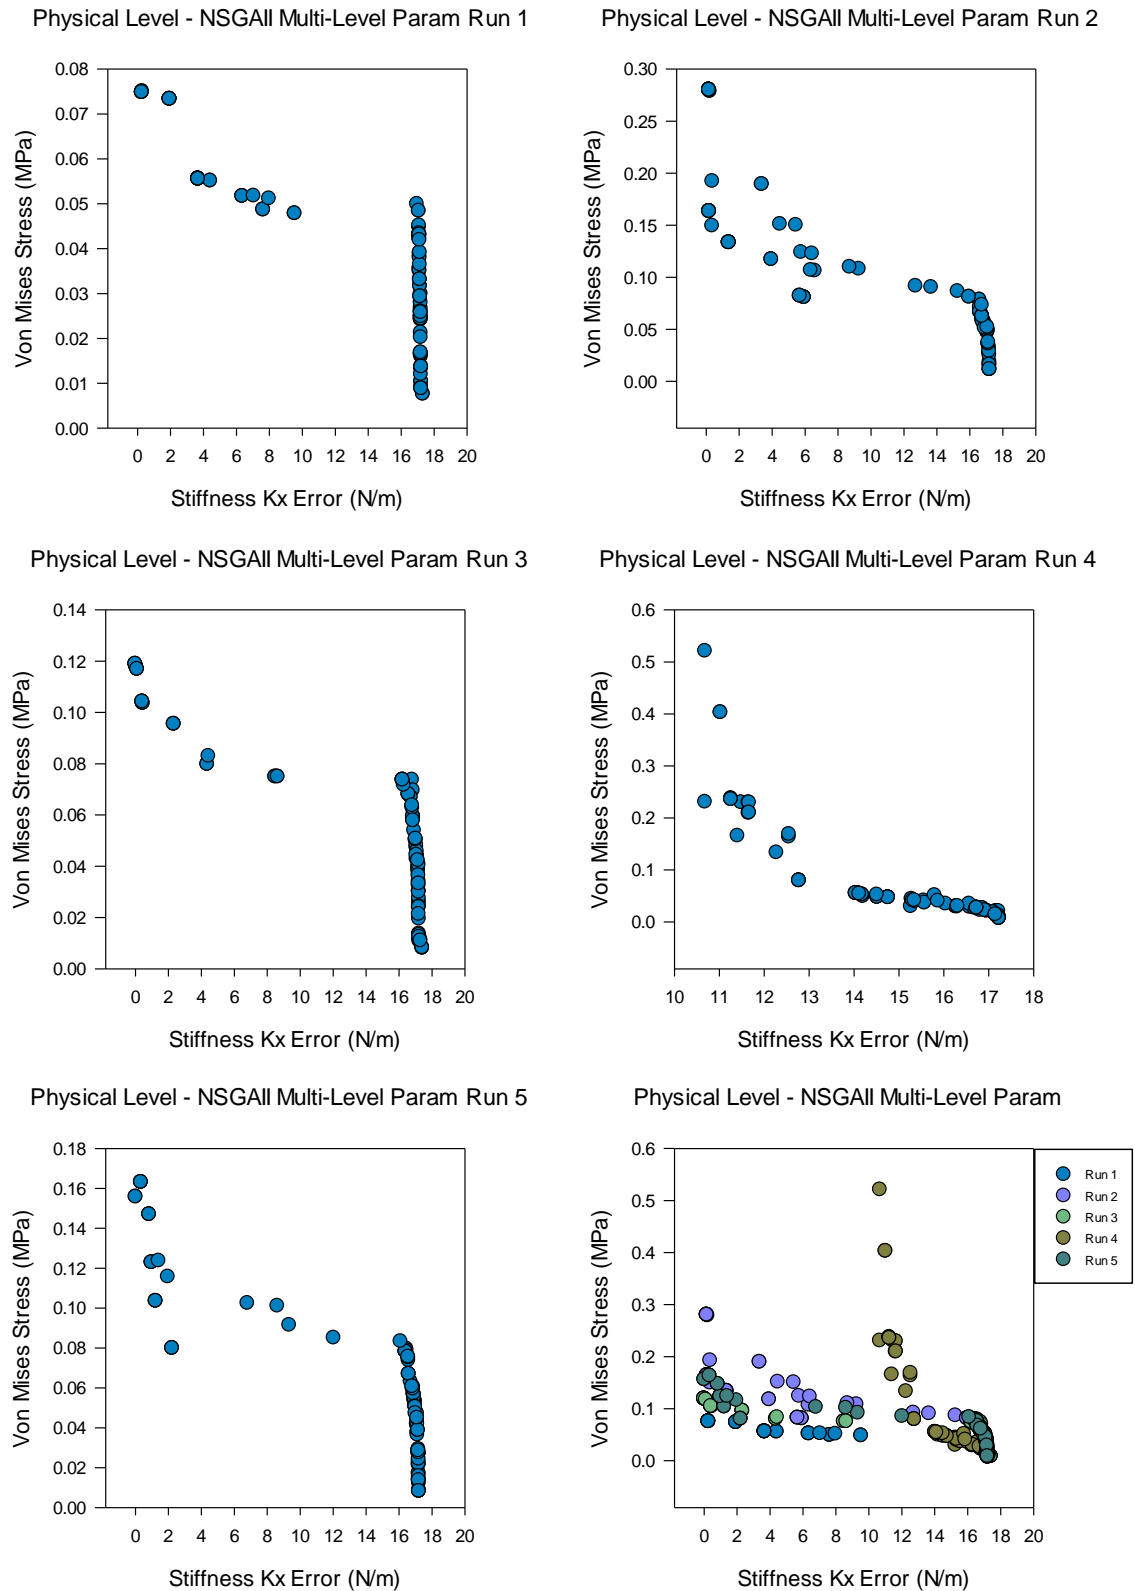 Physical Level - NSGAII Multi-Level Param Run 1
Von Mises Stress (MPa)
0.08
0.07
0.06
0.05
0.04
0.03
0.02
0.01
0.00
0 2 4 6 8 10 12 14 16 18 20
Stiffness Kx Error (N/m)
Physical Level - NSGAII Multi-Level Param Run 2
Von Mises Stress (MPa)
0.30
0.25
0.20
0.15
0.10
0.05
0.00
0 2 4 6 8 10 12 14 16 18 20
Stiffness Kx Error (N/m)
Physical Level - NSGAII Multi-Level Param Run 3
Von Mises Stress (MPa)
0.14
0.12
0.10
0.08
0.06
0.04
0.02
0.00
0 2 4 6 8 10 12 14 16 18 20
Stiffness Kx Error (N/m)
Physical Level - NSGAII Multi-Level Param Run 4
Von Mises Stress (MPa)
0.6
0.5
0.4
0.3
0.2
0.1
0.0
10 11 12 13 14 15 16 17 18
Stiffness Kx Error (N/m)
Physical Level - NSGAII Multi-Level Param Run 5
Von Mises Stress (MPa)
0.18
0.16
0.14
0.12
0.10
0.08
0.06
0.04
0.02
0.00
0 2 4 6 8 10 12 14 16 18 20
Stiffness Kx Error (N/m)
Physical Level - NSGAII Multi-Level Param
Von Mises Stress (MPa)
0.6
0.5
0.4
0.3
0.2
0.1
0.0
0 2 4 6 8 10 12 14 16 18 20
Stiffness Kx Error (N/m)
Run 1
Run 2
Run 3
Run 4
Run 5